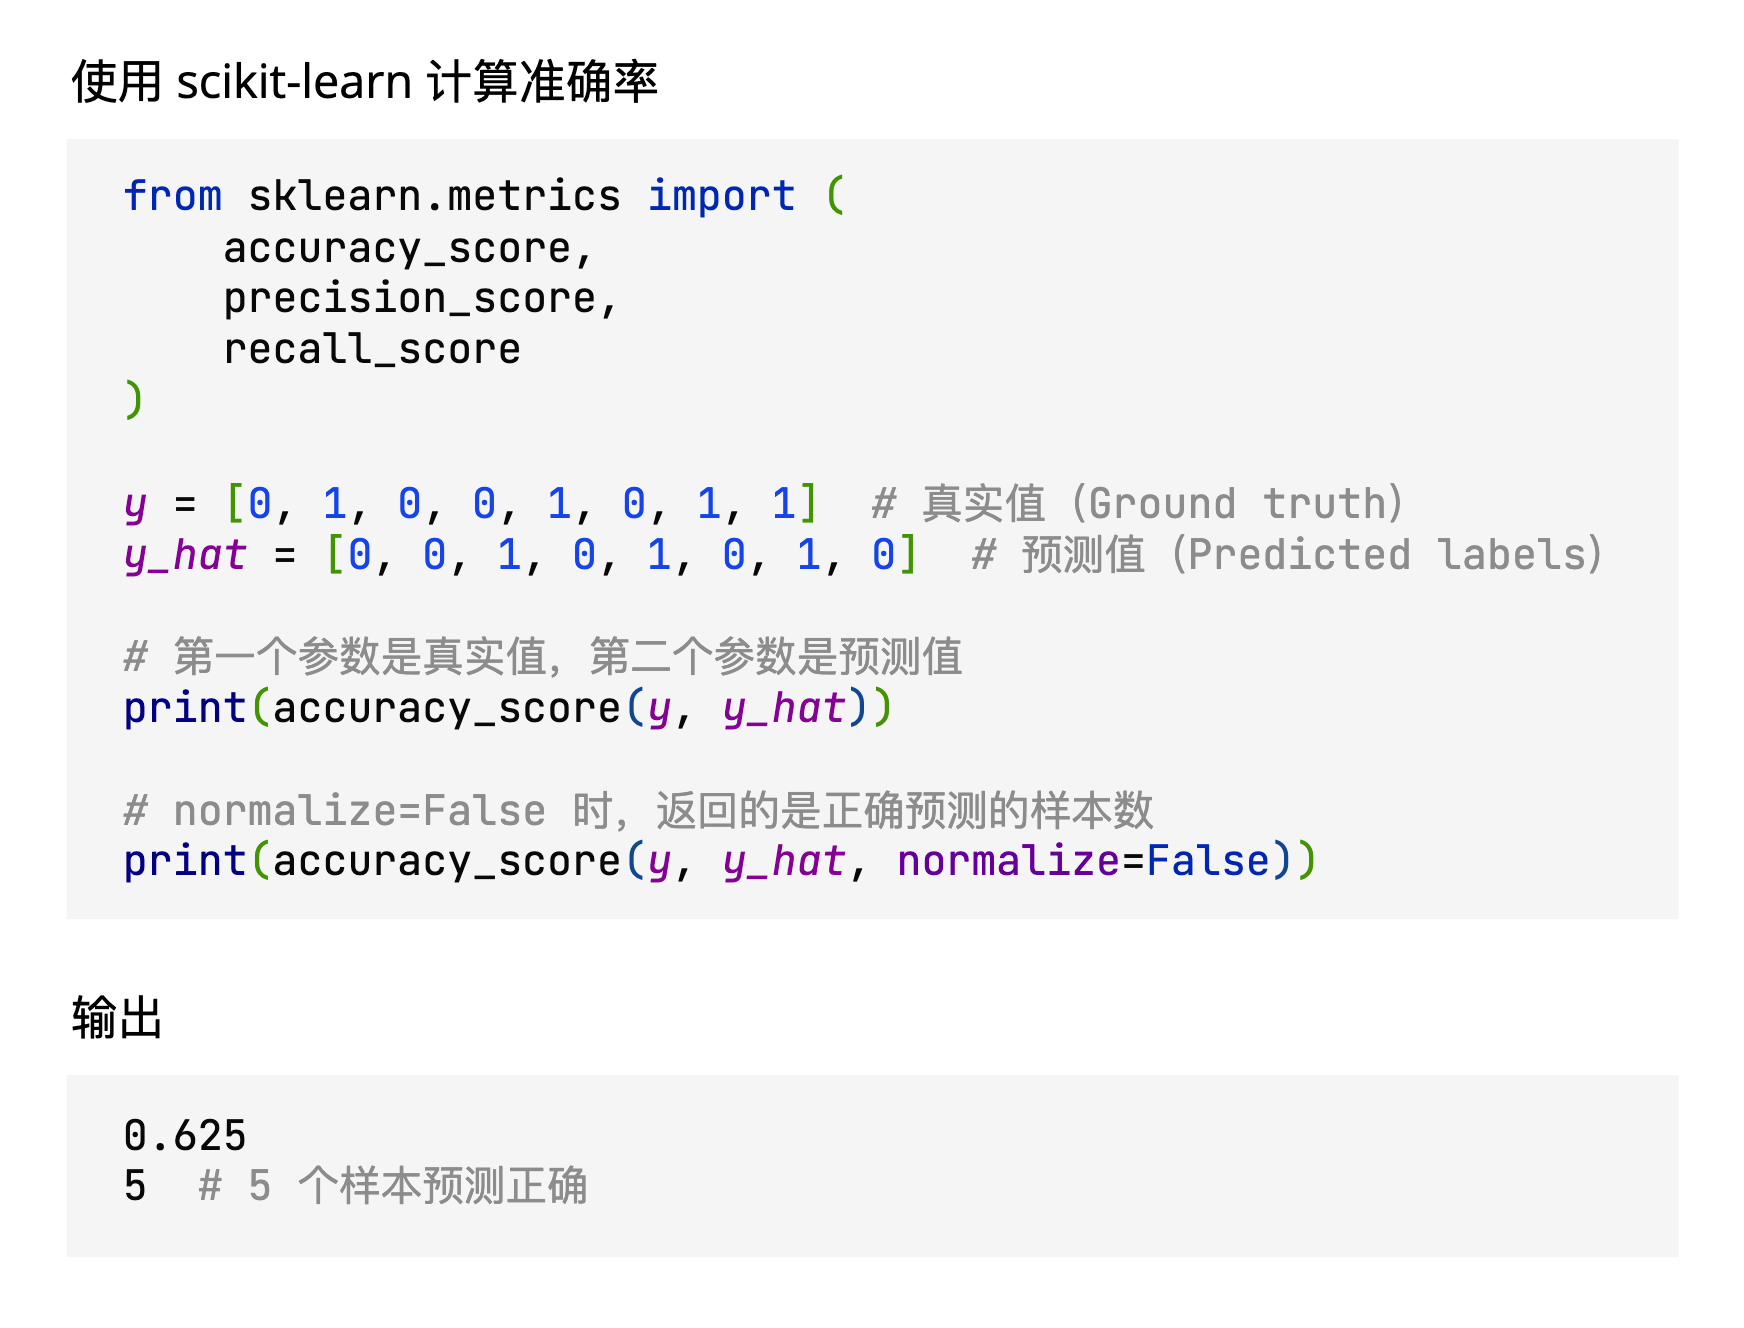 使用 scikit-learn 计算准确率
from sklearn.metrics import (
    accuracy_score,
    precision_score,
    recall_score
)
y = [0, 1, 0, 0, 1, 0, 1, 1]  # 真实值（Ground truth）
y_hat = [0, 0, 1, 0, 1, 0, 1, 0]  # 预测值（Predicted labels）
# 第一个参数是真实值，第二个参数是预测值
print(accuracy_score(y, y_hat))
# normalize=False 时，返回的是正确预测的样本数
print(accuracy_score(y, y_hat, normalize=False))
输出
0.625
5  # 5 个样本预测正确